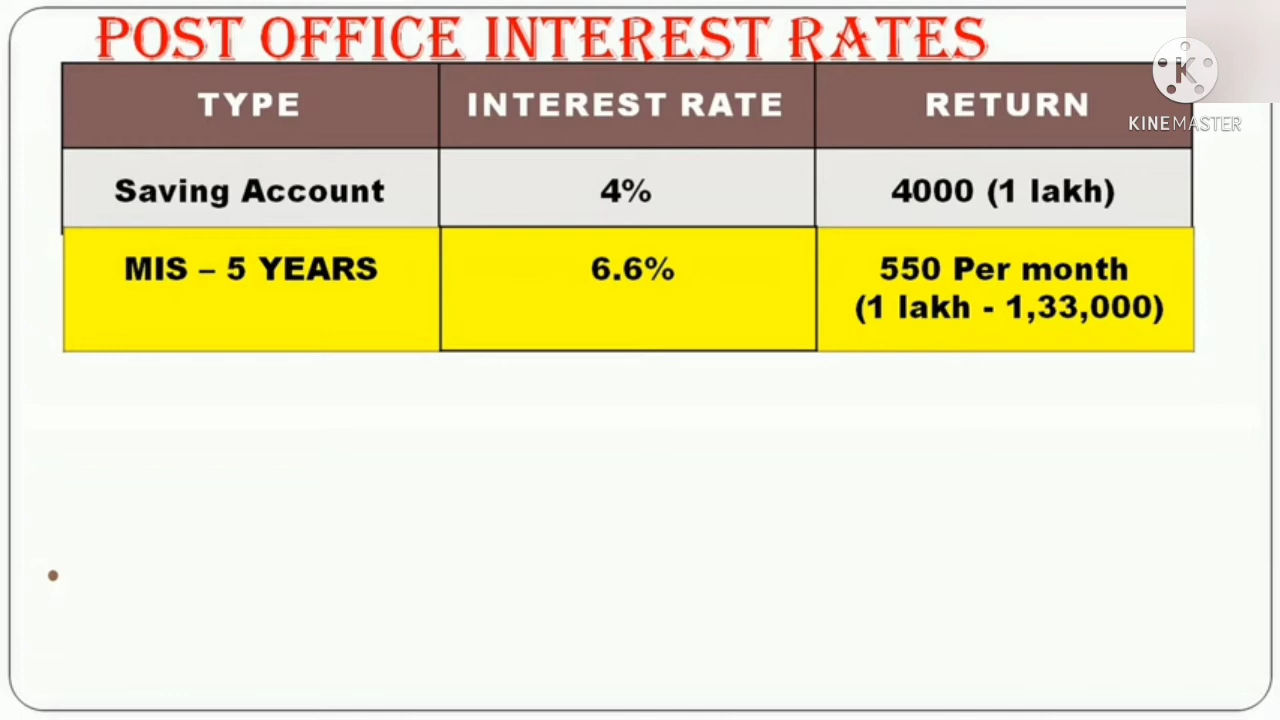 POST OFFICE INTEREST RATES
TYPE INTEREST RATE RETURN
KINEMASTER
Saving Account 4% 4000 (1 lakh)
MIS – 5 YEARS 6.6% 550 Per month
(1 lakh - 1,33,000)